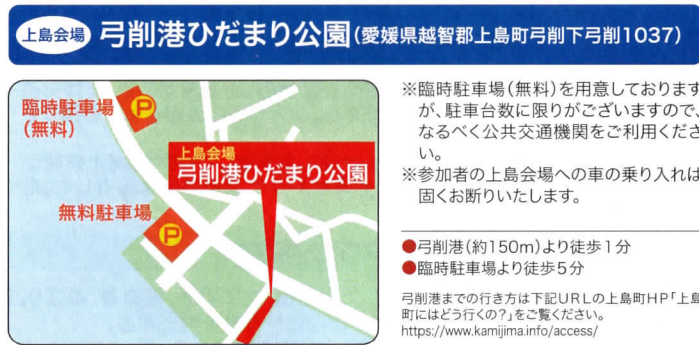 上島会場 弓削港ひだまり公園(愛媛県越智郡上島町弓削下弓削1037)
臨時駐車場
(無料)
P
上島会場
弓削港ひだまり公園
無料駐車場
P
※臨時駐車場(無料)を用意しております
が、駐車台数に限りがございますので、
なるべく公共交通機関をご利用くださ
い。
※参加者の上島会場への車の乗り入れは
固くお断りいたします。
●弓削港(約150m)より徒歩1分
●臨時駐車場より徒歩5分
弓削港までの行き方は下記URLの上島町HP「上島
町にはどう行くの?」をご覧ください。
https://www.kamijima.info/access/